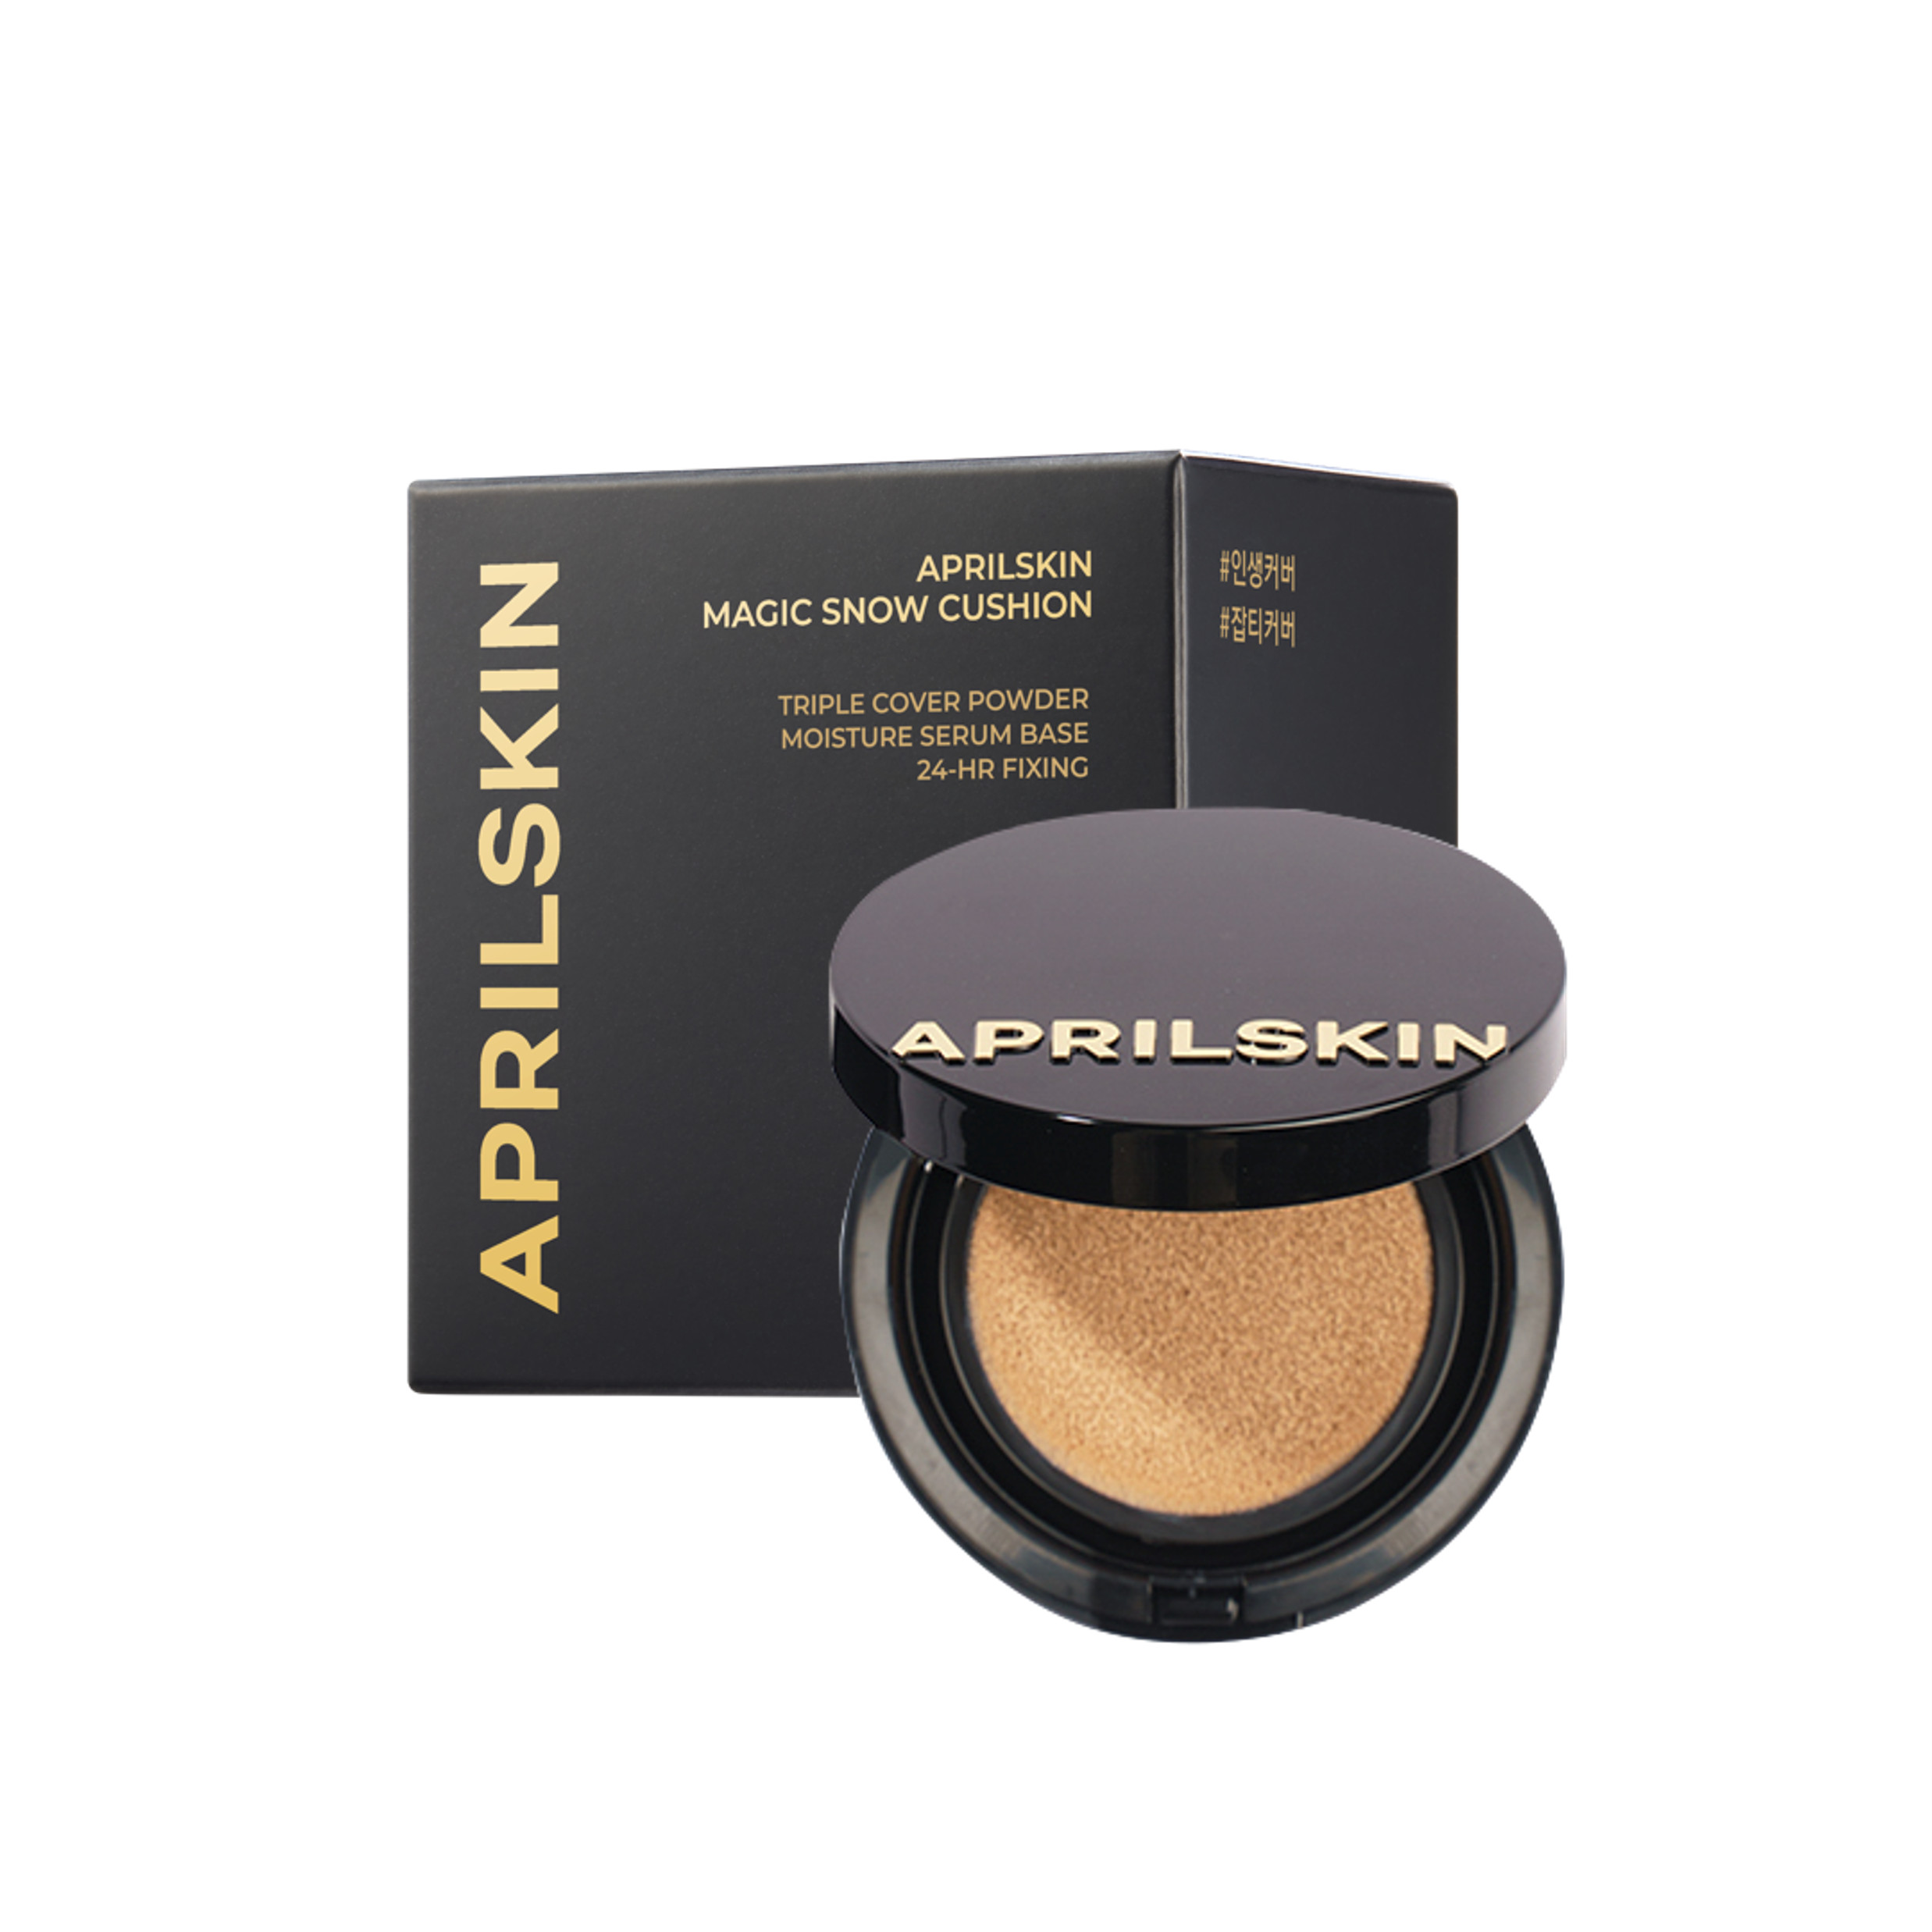 APRILSKIN
APRILSKIN
MAGIC SNOW CUSHION
TRIPLE COVER POWDER
MOISTURE SERUM BASE
24-HR FIXING
#인생커버
#잡티커버
APRILSKIN